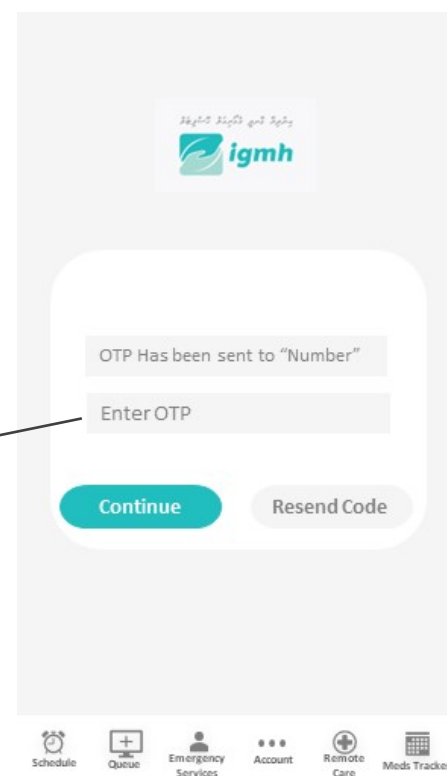 އިންދިރާ ގާންދީ މެމޯރިއަލް ހޮސްޕިޓަލް
igmh
OTP Has been sent to “Number”
Enter OTP
Continue
Resend Code
Schedule
Queue
Emergency Services
Account
Remote Care
Meds Tracke